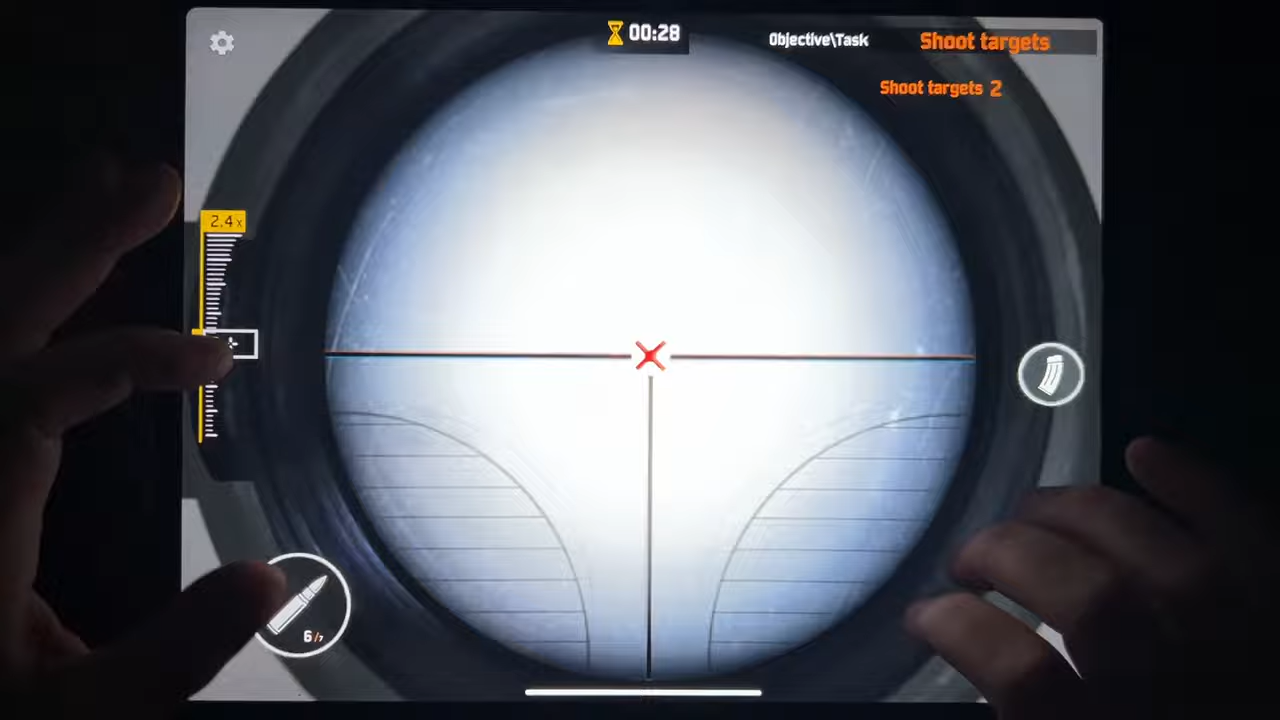 00:28
Objective\Task
Shoot targets
Shoot targets 2
2.4x
6/7